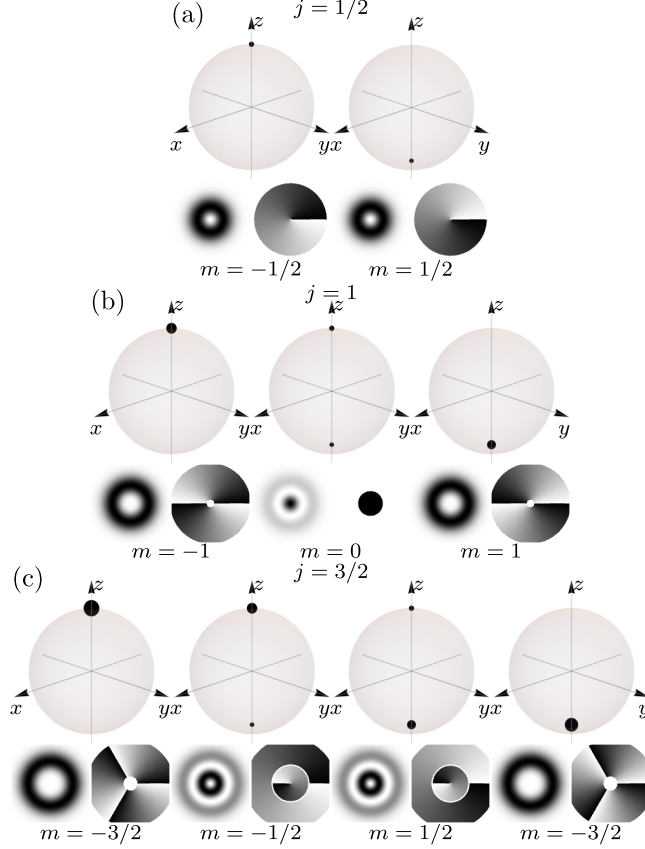 (a) j = 1/2
z z
x yx y
m = −1/2 m = 1/2
(b) j = 1
z z z
x yx yx y
m = −1 m = 0 m = 1
(c) j = 3/2
z z z z
x yx yx yx y
m = −3/2 m = −1/2 m = 1/2 m = −3/2